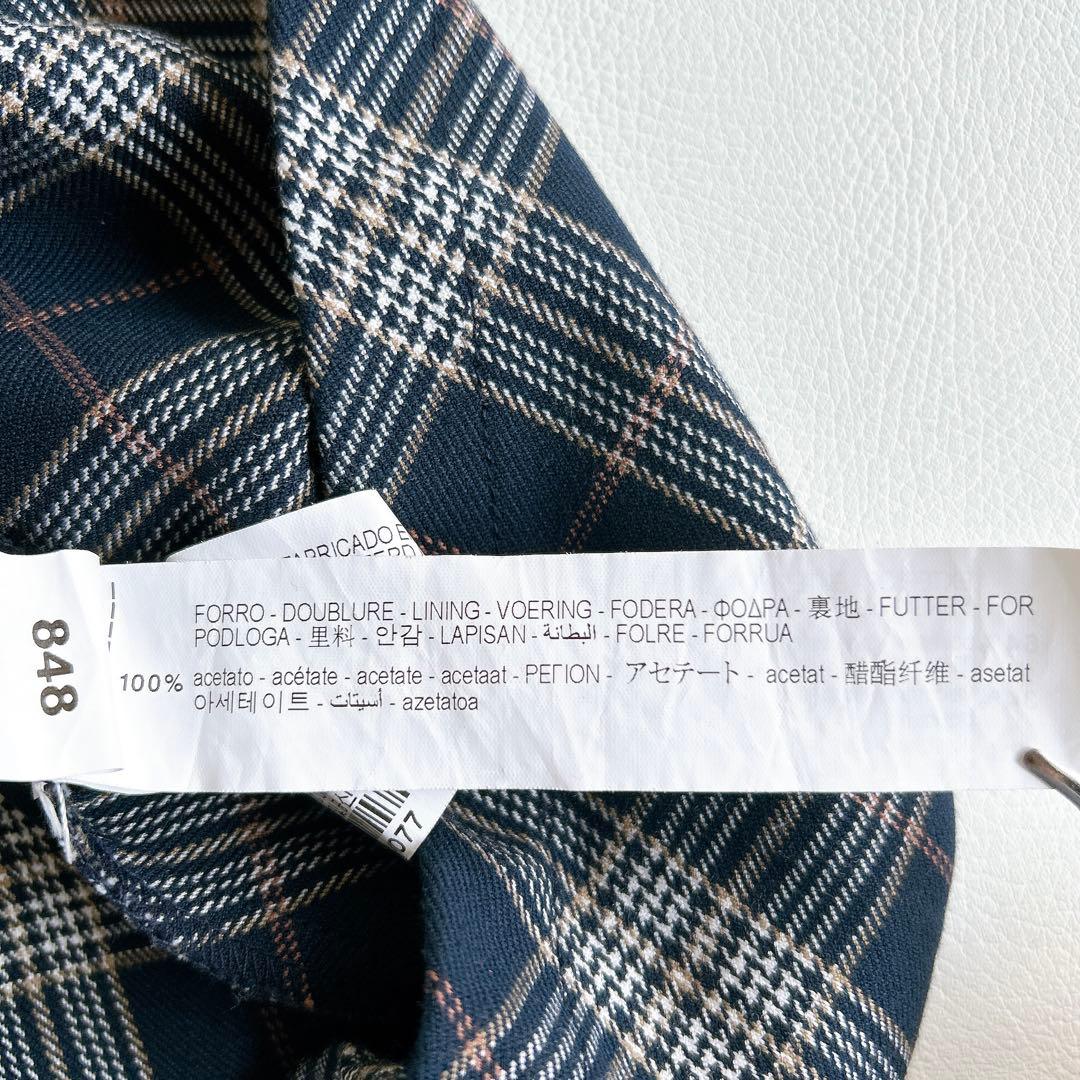 FABRICADO E
FORRO - DOUBLURE - LINING - VOERING - FODERA - ΦΟΔΡΑ - 裏地 - FUTTER - FOR
PODLOGA - 里料 - 안감 - LAPISAN - البطانة - FOLRE - FORRUA
100% acetato - acétate - acetate - acetaat - ΡΕΓΙΟΝ - アセテート - acetat - 醋酯纤维 - asetat
아세테이트 - أسيتات - azetatoa
848
077